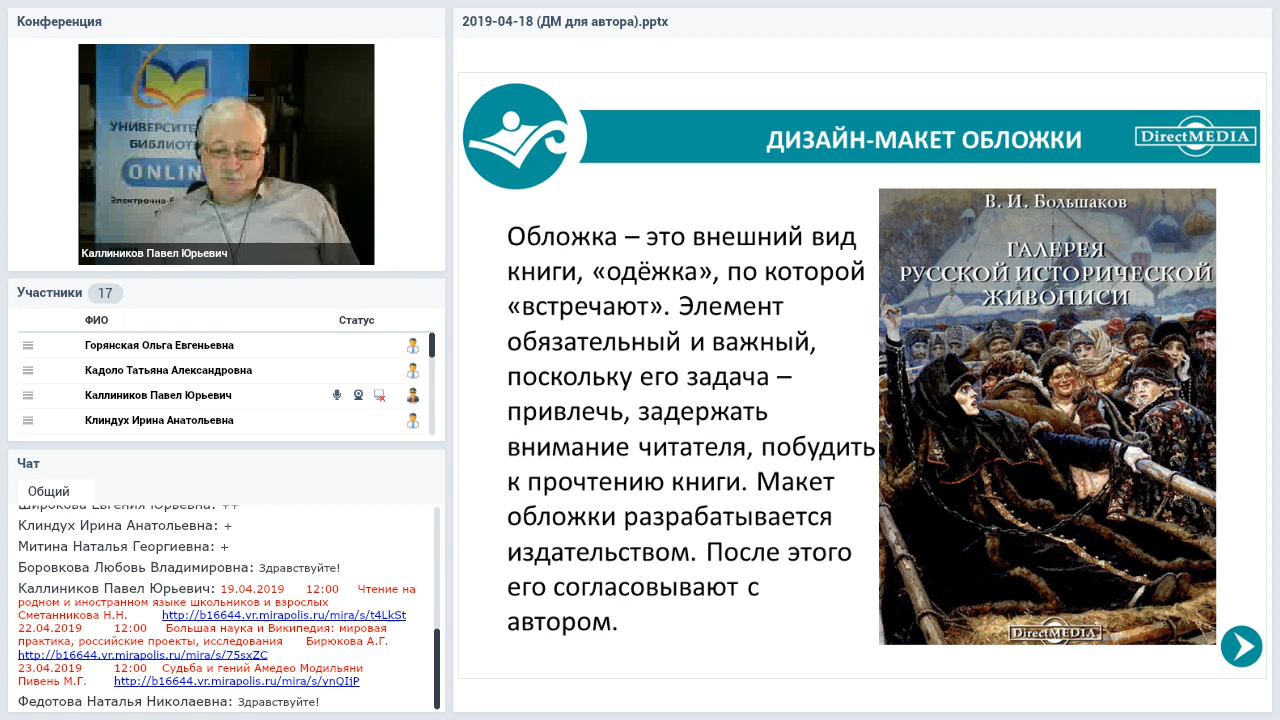 Конференция
УНИВЕРСИТЕ
БИБЛИОТ
ONLIN
Каллиников Павел Юрьевич
Участники 17
ФИО Статус
Горянская Ольга Евгеньевна
Кадоло Татьяна Александровна
Каллиников Павел Юрьевич
Клиндух Ирина Анатольевна
Чат
Общий
Широкова Евгения Юрьевна: ++
Клиндух Ирина Анатольевна: +
Митина Наталья Георгиевна: +
Боровкова Любовь Владимировна: Здравствуйте!
Каллиников Павел Юрьевич: 19.04.2019 12:00 Чтение на
родном и иностранном языке школьников и взрослых
Сметанникова Н.Н. http://b16644.vr.mirapolis.ru/mira/s/t4LkSt
22.04.2019 12:00 Большая наука и Википедия: мировая
практика, российские проекты, исследования Бирюкова А.Г.
http://b16644.vr.mirapolis.ru/mira/s/75sxZC
23.04.2019 12:00 Судьба и гений Амедео Модильяни
Пивень М.Г. http://b16644.vr.mirapolis.ru/mira/s/ynQIjP
Федотова Наталья Николаевна: Здравствуйте!
2019-04-18 (ДМ для автора).pptx
ДИЗАЙН-МАКЕТ ОБЛОЖКИ
DirectMEDIA
Обложка – это внешний вид
книги, «одёжка», по которой
«встречают». Элемент
обязательный и важный,
поскольку его задача –
привлечь, задержать
внимание читателя, побудить
к прочтению книги. Макет
обложки разрабатывается
издательством. После этого
его согласовывают с
автором.
В. И. Большаков
ГАЛЕРЕЯ
РУССКОЙ ИСТОРИЧЕСКОЙ
ЖИВОПИСИ
DirectMEDIA